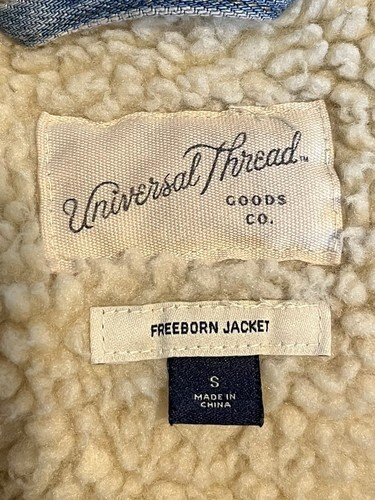 Universal Thread™
GOODS
CO.
FREEBORN JACKET
S
MADE IN
CHINA